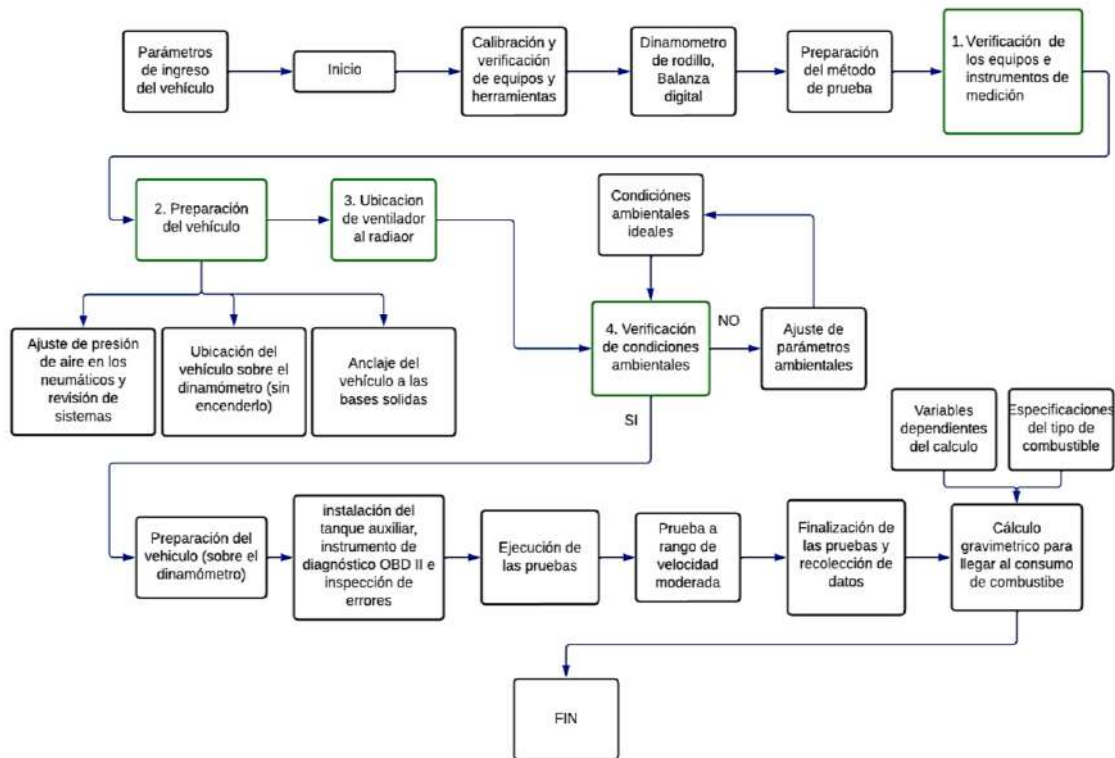 Parámetros
de ingreso
del vehículo
Inicio
Calibración y
verificación
de equipos y
herramientas
Dinamometro
de rodillo,
Balanza
digital
Preparación
del método
de prueba
1. Verificación de
los equipos e
instrumentos de
medición
2. Preparación
del vehículo
3. Ubicacion
de ventilador
al radiaor
Condiciónes
ambientales
ideales
4. Verificación
de condiciones
ambientales
NO
Ajuste de
parámetros
ambientales
SI
Ajuste de presión
de aire en los
neumáticos y
revisión de
sistemas
Ubicación del
vehículo sobre el
dinamómetro (sin
encenderlo)
Anclaje del
vehículo a las
bases solidas
Variables
dependientes
del calculo
Especificaciones
del tipo de
combustible
Preparación del
vehiculo (sobre el
dinamómetro)
instalación del
tanque auxiliar,
instrumento de
diagnóstico OBD II e
inspección de
errores
Ejecución de
las pruebas
Prueba a
rango de
velocidad
moderada
Finalización de
las pruebas y
recolección de
datos
Cálculo
gravimetrico para
llegar al consumo
de combustibe
FIN